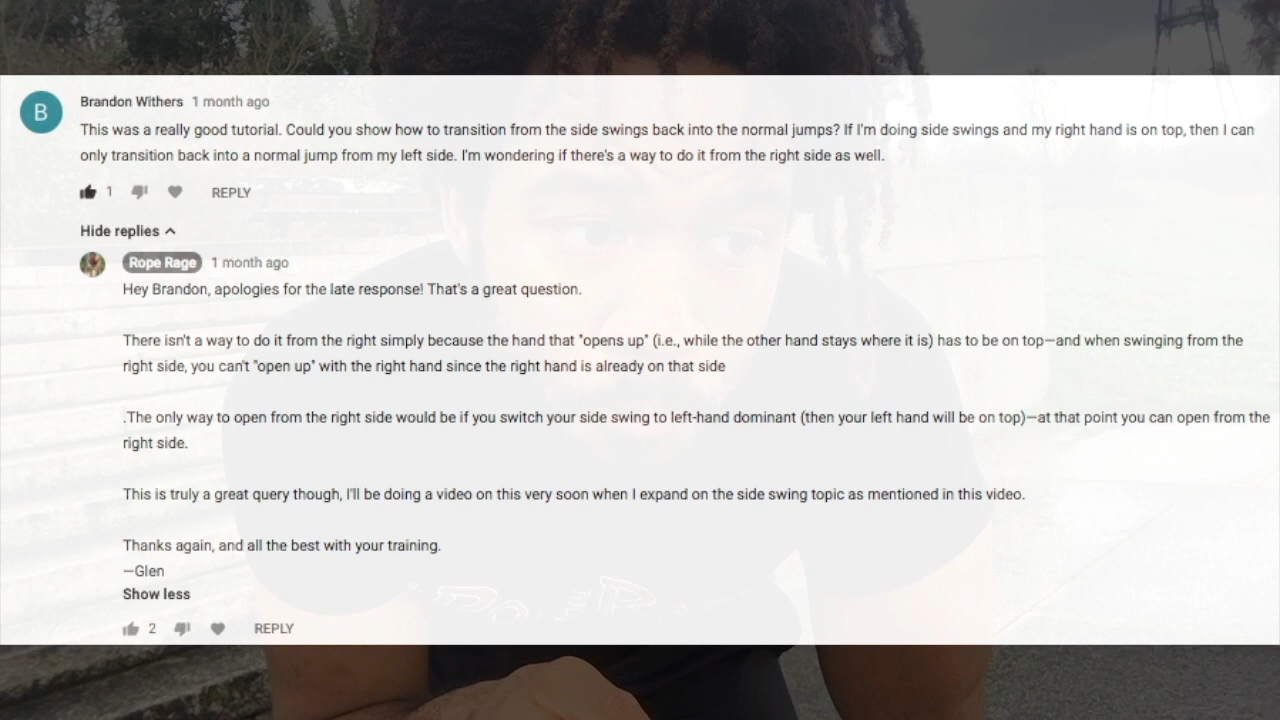 B
Brandon Withers 1 month ago
This was a really good tutorial. Could you show how to transition from the side swings back into the normal jumps? If I'm doing side swings and my right hand is on top, then I can
only transition back into a normal jump from my left side. I'm wondering if there's a way to do it from the right side as well.
1 REPLY
Hide replies
Rope Rage 1 month ago
Hey Brandon, apologies for the late response! That's a great question.
There isn't a way to do it from the right simply because the hand that "opens up" (i.e., while the other hand stays where it is) has to be on top—and when swinging from the
right side, you can't "open up" with the right hand since the right hand is already on that side
.The only way to open from the right side would be if you switch your side swing to left-hand dominant (then your left hand will be on top)—at that point you can open from the
right side.
This is truly a great query though, I'll be doing a video on this very soon when I expand on the side swing topic as mentioned in this video.
Thanks again, and all the best with your training.
—Glen
Show less
2 REPLY